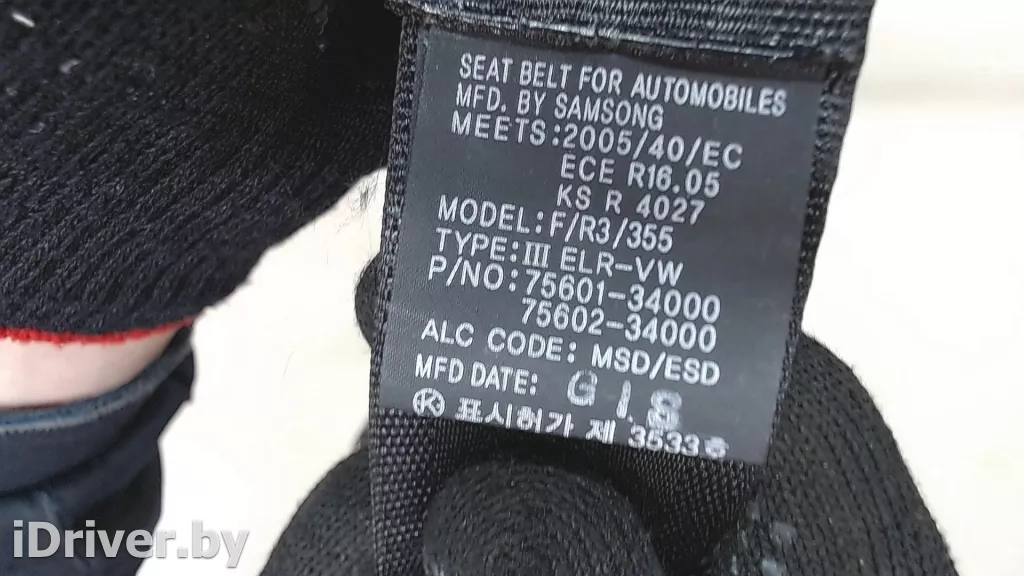 SEAT BELT FOR AUTOMOBILES
MFD. BY SAMSONG
MEETS:2005/40/EC
ECE R16.05
KS R 4027
MODEL:F/R3/355
TYPE:Ⅲ ELR-VW
P/NO:75601-34000
75602-34000
ALC CODE: MSD/ESD
MFD DATE: G I S
Ⓚ 표시허가 제 3533호
iDriver.by